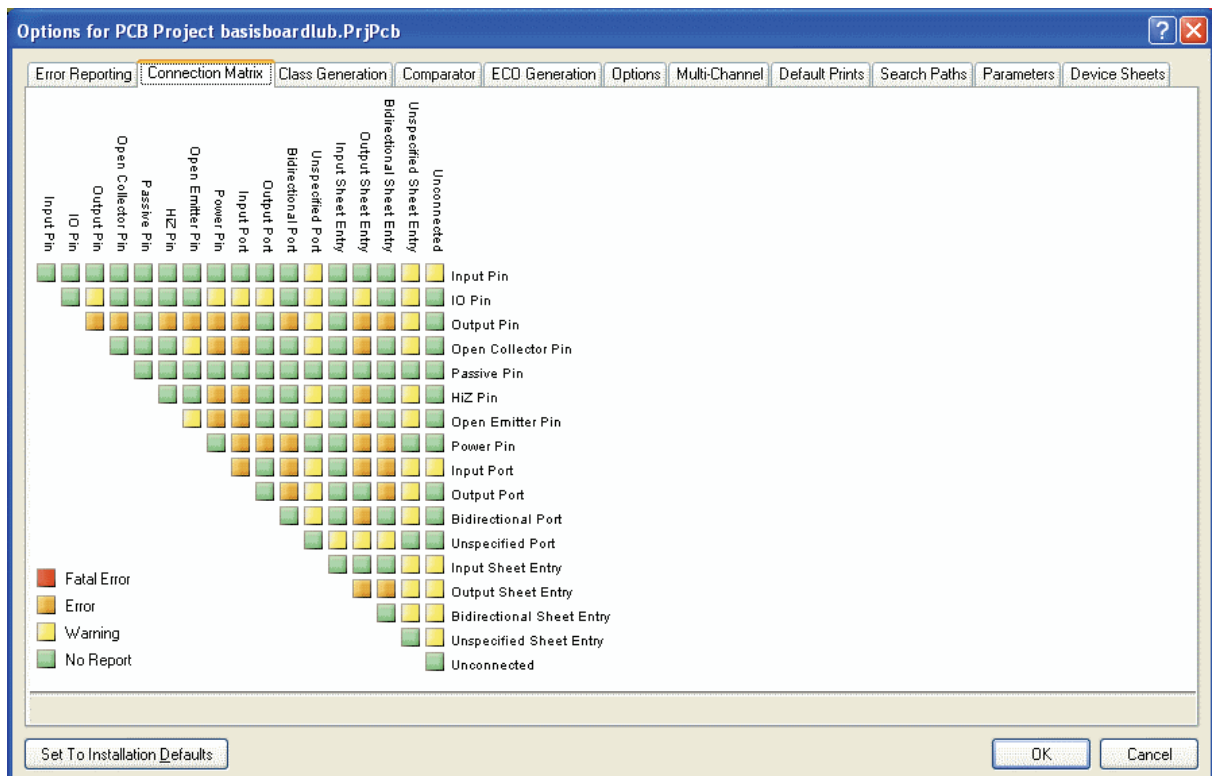 Options for PCB Project basisboardlub.PrjPcb
Error Reporting Connection Matrix Class Generation Comparator ECO Generation Options Multi-Channel Default Prints Search Paths Parameters Device Sheets
Input Pin
IO Pin
Output Pin
Open Collector Pin
Passive Pin
HiZ Pin
Open Emitter Pin
Power Pin
Input Port
Output Port
Bidirectional Port
Unspecified Port
Input Sheet Entry
Output Sheet Entry
Bidirectional Sheet Entry
Unspecified Sheet Entry
Unconnected
Input Pin
IO Pin
Output Pin
Open Collector Pin
Passive Pin
HiZ Pin
Open Emitter Pin
Power Pin
Input Port
Output Port
Bidirectional Port
Unspecified Port
Input Sheet Entry
Output Sheet Entry
Bidirectional Sheet Entry
Unspecified Sheet Entry
Unconnected
Fatal Error
Error
Warning
No Report
Set To Installation Defaults OK Cancel